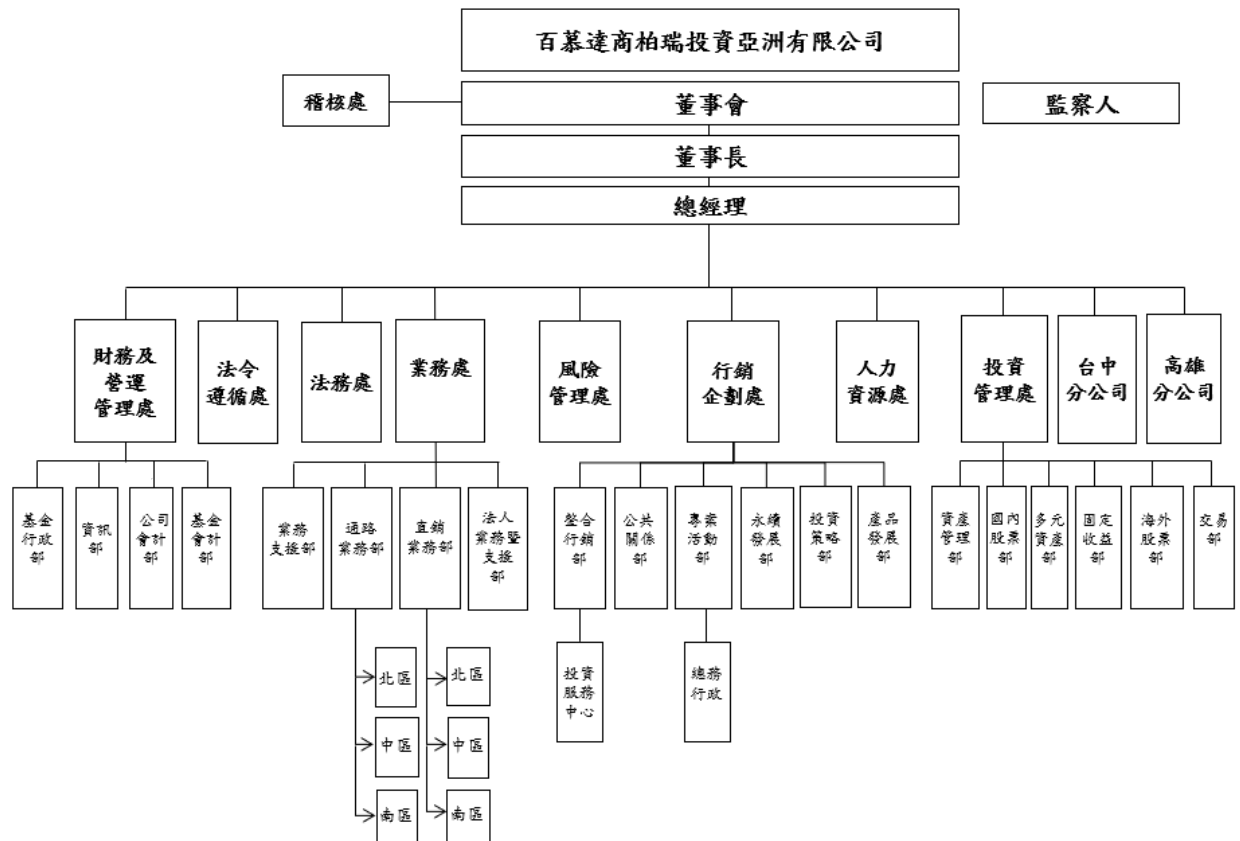 百慕達商柏瑞投資亞洲有限公司
稽核處
董事會
監察人
董事長
總經理
財務及
營運
管理處
法令
遵循處
法務處
業務處
風險
管理處
行銷
企劃處
人力
資源處
投資
管理處
台中
分公司
高雄
分公司
基金
行政
部
資訊
部
公司
會計
部
基金
會計
部
業務
支援部
通路
業務部
直銷
業務部
法人
業務暨
支援
部
整合
行銷
部
公共
關係
部
專案
活動
部
永續
發展
部
投資
策略
部
產品
發展
部
資產
管理
部
國內
股票
部
多元
資產
部
固定
收益
部
海外
股票
部
交易
部
北區
北區
投資
服務
中心
總務
行政
中區
中區
南區
南區